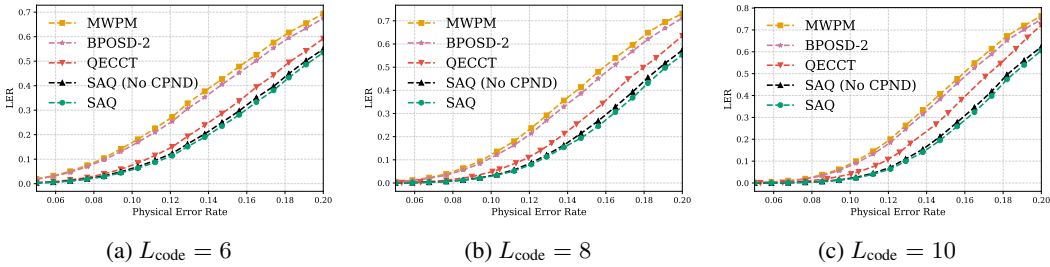 0.7
0.6
0.5
0.4
0.3
0.2
0.1
0.0
LER
MWPM
BPOSD-2
QECCT
SAQ (No CPND)
SAQ
0.06 0.08 0.10 0.12 0.14 0.16 0.18 0.20
Physical Error Rate
(a) L_code = 6
0.8
0.7
0.6
0.5
0.4
0.3
0.2
0.1
0.0
LER
MWPM
BPOSD-2
QECCT
SAQ (No CPND)
SAQ
0.06 0.08 0.10 0.12 0.14 0.16 0.18 0.20
Physical Error Rate
(b) L_code = 8
0.8
0.7
0.6
0.5
0.4
0.3
0.2
0.1
0.0
LER
MWPM
BPOSD-2
QECCT
SAQ (No CPND)
SAQ
0.06 0.08 0.10 0.12 0.14 0.16 0.18 0.20
Physical Error Rate
(c) L_code = 10